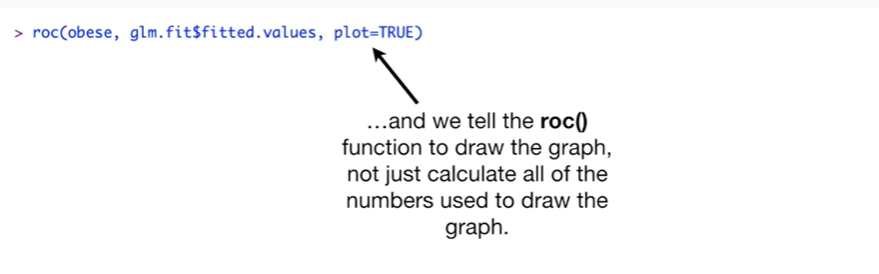 > roc(obese, glm.fit$fitted.values, plot=TRUE)
...and we tell the roc()
function to draw the graph,
not just calculate all of the
numbers used to draw the
graph.